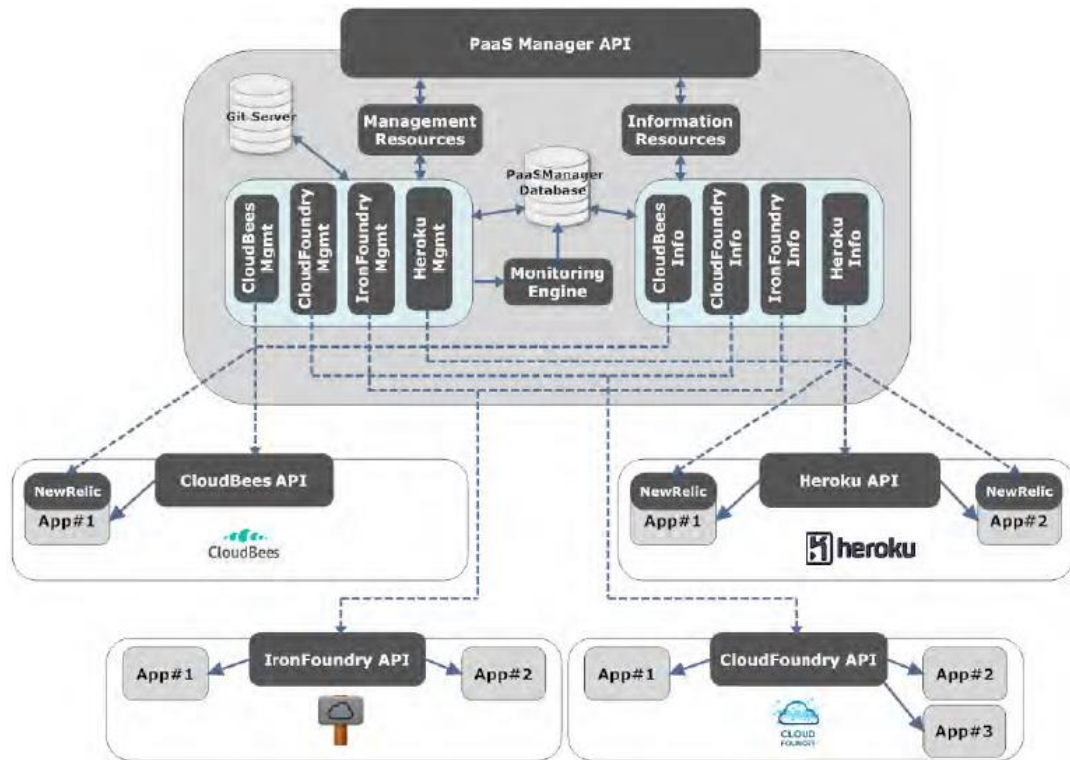 PaaS Manager API
Git Server
Management
Resources
Information
Resources
PaaSManager
Database
CloudBees
Mgmt
CloudFoundry
Mgmt
IronFoundry
Mgmt
Heroku
Mgmt
Monitoring
Engine
CloudBees
Info
CloudFoundry
Info
IronFoundry
Info
Heroku
Info
CloudBees API
NewRelic
App#1
CloudBees
Heroku API
NewRelic
App#1
NewRelic
App#2
heroku
IronFoundry API
App#1
App#2
CloudFoundry API
App#1
App#2
App#3
CLOUD
FOUNDRY